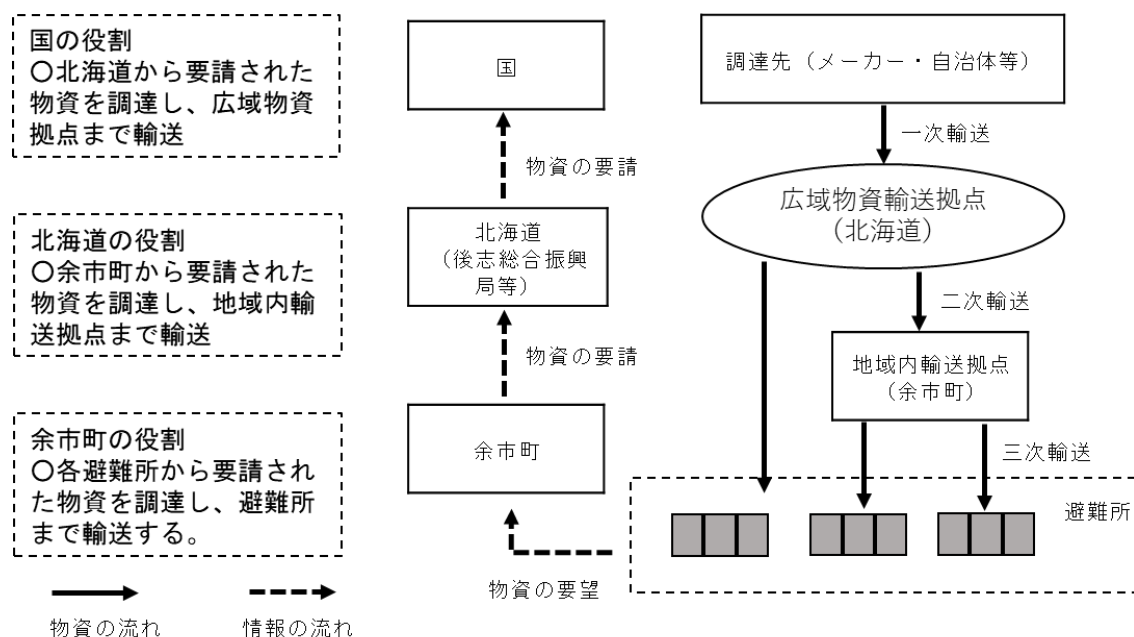 国の役割
〇北海道から要請された
物資を調達し、広域物資
拠点まで輸送
国
調達先（メーカー・自治体等）
一次輸送
物資の要請
広域物資輸送拠点
(北海道)
北海道の役割
〇余市町から要請された
物資を調達し、地域内輸
送拠点まで輸送
北海道
（後志総合振興
局等）
二次輸送
物資の要請
地域内輸送拠点
（余市町）
余市町の役割
〇各避難所から要請され
た物資を調達し、避難所
まで輸送する。
余市町
三次輸送
避難所
物資の要望
物資の流れ
情報の流れ